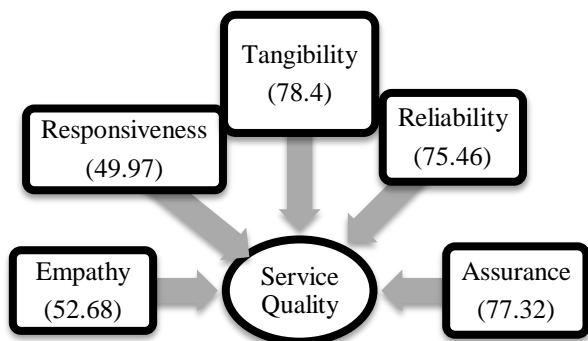 Tangibility
(78.4)
Responsiveness
(49.97)
Reliability
(75.46)
Empathy
(52.68)
Service
Quality
Assurance
(77.32)